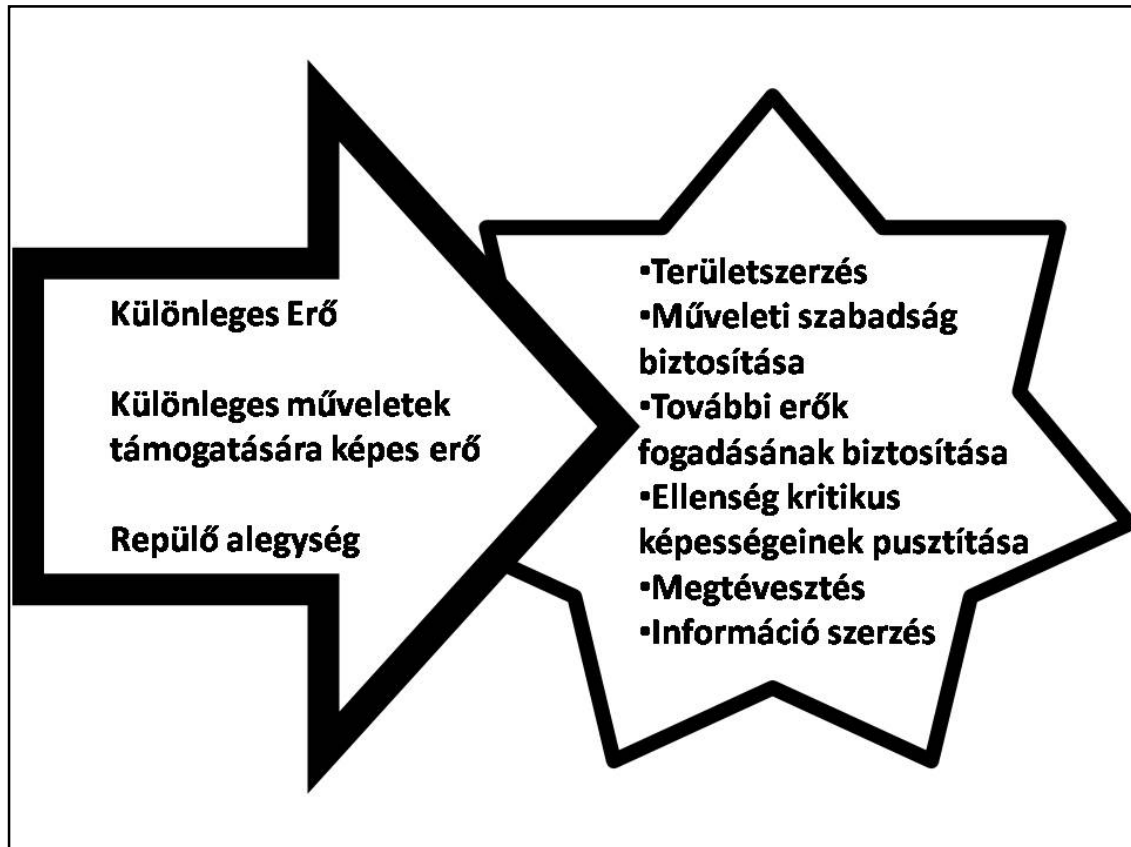 Különleges Erő
Különleges műveletek
támogatására képes erő
Repülő alegység
•Területszerzés
•Műveleti szabadság
biztosítása
•További erők
fogadásának biztosítása
•Ellenség kritikus
képességeinek pusztítása
•Megtévesztés
•Információ szerzés